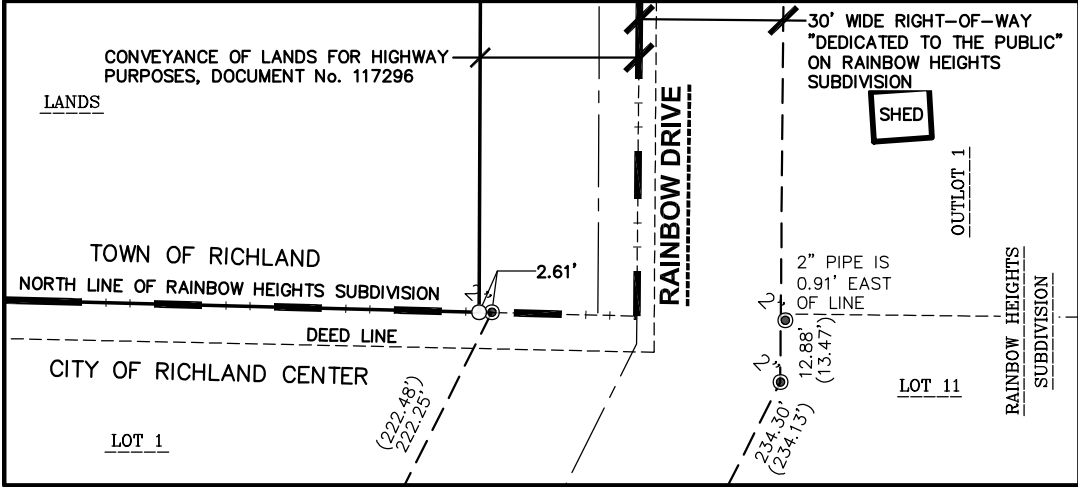 30' WIDE RIGHT-OF-WAY
"DEDICATED TO THE PUBLIC"
ON RAINBOW HEIGHTS
SUBDIVISION
CONVEYANCE OF LANDS FOR HIGHWAY
PURPOSES, DOCUMENT No. 117296
LANDS
SHED
RAINBOW DRIVE
OUTLOT 1
TOWN OF RICHLAND
NORTH LINE OF RAINBOW HEIGHTS SUBDIVISION
2"
2.61'
2" PIPE IS
0.91' EAST
OF LINE
RAINBOW HEIGHTS
SUBDIVISION
2"
DEED LINE
12.88'
(13.47')
2"
CITY OF RICHLAND CENTER
LOT 11
(222.48')
222.25'
234.30'
(234.13')
LOT 1